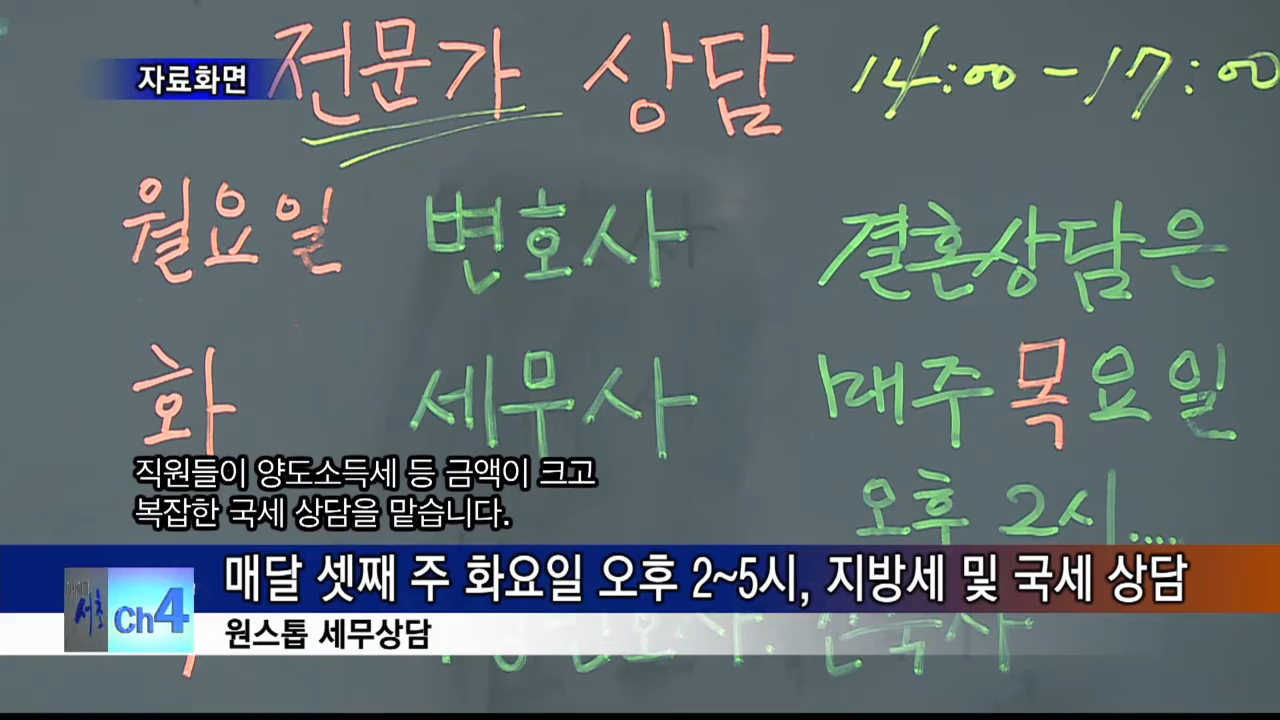 자료화면
전문가 상담 14:00-17:00
월요일 변호사 결혼상담은
화 세무사 매주 목요일
오후 2시...
직원들이 양도소득세 등 금액이 크고
복잡한 국세 상담을 맡습니다.
매달 셋째 주 화요일 오후 2~5시, 지방세 및 국세 상담
서초 Ch4
원스톱 세무상담